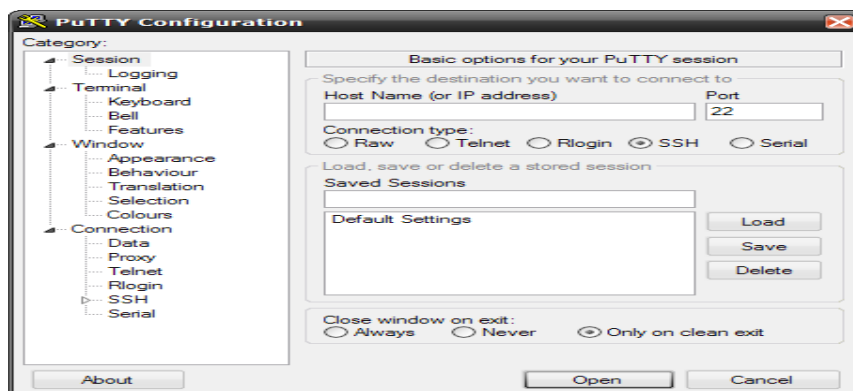 PuTTY Configuration
Category:
Session
Logging
Terminal
Keyboard
Bell
Features
Window
Appearance
Behaviour
Translation
Selection
Colours
Connection
Data
Proxy
Telnet
Rlogin
SSH
Serial
Basic options for your PuTTY session
Specify the destination you want to connect to
Host Name (or IP address) Port
22
Connection type:
Raw Telnet Rlogin SSH Serial
Load, save or delete a stored session
Saved Sessions
Default Settings
Load
Save
Delete
Close window on exit:
Always Never Only on clean exit
About Open Cancel